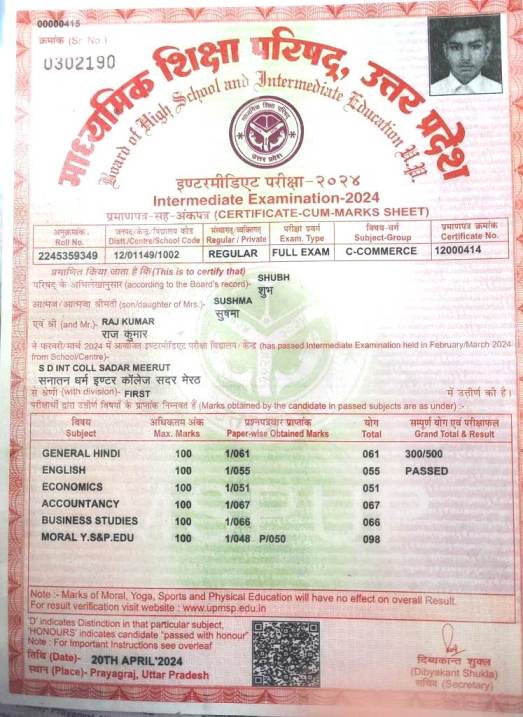 00000415
क्रमांक (Sr. No.)
0302190
माध्यमिक शिक्षा परिषद्, उत्तर प्रदेश
Board of High School and Intermediate Education U.P.
माध्यमिक शिक्षा परिषद
उत्तर प्रदेश
इण्टरमीडिएट परीक्षा-२०२४
Intermediate Examination-2024
प्रमाणपत्र-सह-अंकपत्र (CERTIFICATE-CUM-MARKS SHEET)
अनुक्रमांक जनपद/केन्द्र/विद्यालय कोड संस्थागत/व्यक्तिगत परीक्षा प्रवर्ग विषय-वर्ग प्रमाणपत्र क्रमांक
Roll No. Distt./Centre/School Code Regular / Private Exam. Type Subject-Group Certificate No.
2245359349 12/01149/1002 REGULAR FULL EXAM C-COMMERCE 12000414
प्रमाणित किया जाता है कि (This is to certify that)
परिषद् के अभिलेखानुसार (according to the Board's record)- SHUBH
शुभ
आत्मज/आत्मजा श्रीमती (son/daughter of Mrs.)- SUSHMA
सुषमा
एवं श्री (and Mr.)- RAJ KUMAR
राज कुमार
ने फरवरी/मार्च 2024 में आयोजित इण्टरमीडिएट परीक्षा विद्यालय/केन्द्र (has passed Intermediate Examination held in February/March 2024
from School/Centre)-
S D INT COLL SADAR MEERUT
सनातन धर्म इण्टर कॉलेज सदर मेरठ
से श्रेणी (with division)- FIRST में उत्तीर्ण की है।
परीक्षार्थी द्वारा उत्तीर्ण विषयों के प्राप्तांक निम्नवत हैं (Marks obtained by the candidate in passed subjects are as under) :-
विषय अधिकतम अंक प्रश्नपत्रवार प्राप्तांक योग सम्पूर्ण योग एवं परीक्षाफल
Subject Max. Marks Paper-wise Obtained Marks Total Grand Total & Result
GENERAL HINDI 100 1/061 061 300/500
ENGLISH 100 1/055 055 PASSED
ECONOMICS 100 1/051 051
ACCOUNTANCY 100 1/067 067
BUSINESS STUDIES 100 1/066 066
MORAL Y.S&P.EDU 100 1/048 P/050 098
Note :- Marks of Moral, Yoga, Sports and Physical Education will have no effect on overall Result.
For result verification visit website : www.upmsp.edu.in
'D' indicates Distinction in that particular subject,
'HONOURS' indicates candidate "passed with honour"
Note : For Important Instructions see overleaf
तिथि (Date)- 20TH APRIL'2024
स्थान (Place)- Prayagraj, Uttar Pradesh
दिब्यकान्त शुक्ल
(Dibyakant Shukla)
सचिव (Secretary)